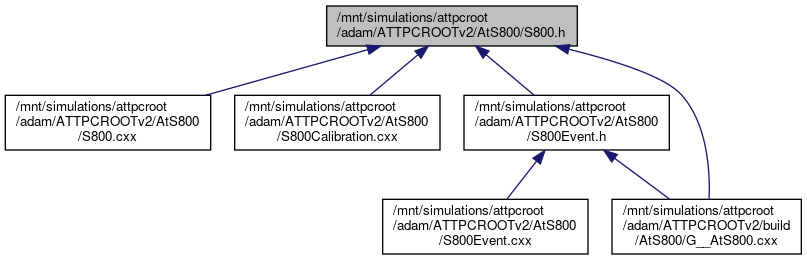 /mnt/simulations/attpcroot
/adam/ATTPCROOTv2/AtS800/S800.h
/mnt/simulations/attpcroot
/adam/ATTPCROOTv2/AtS800
/S800.cxx
/mnt/simulations/attpcroot
/adam/ATTPCROOTv2/AtS800
/S800Calibration.cxx
/mnt/simulations/attpcroot
/adam/ATTPCROOTv2/AtS800
/S800Event.h
/mnt/simulations/attpcroot
/adam/ATTPCROOTv2/AtS800
/S800Event.cxx
/mnt/simulations/attpcroot
/adam/ATTPCROOTv2/build
/AtS800/G__AtS800.cxx